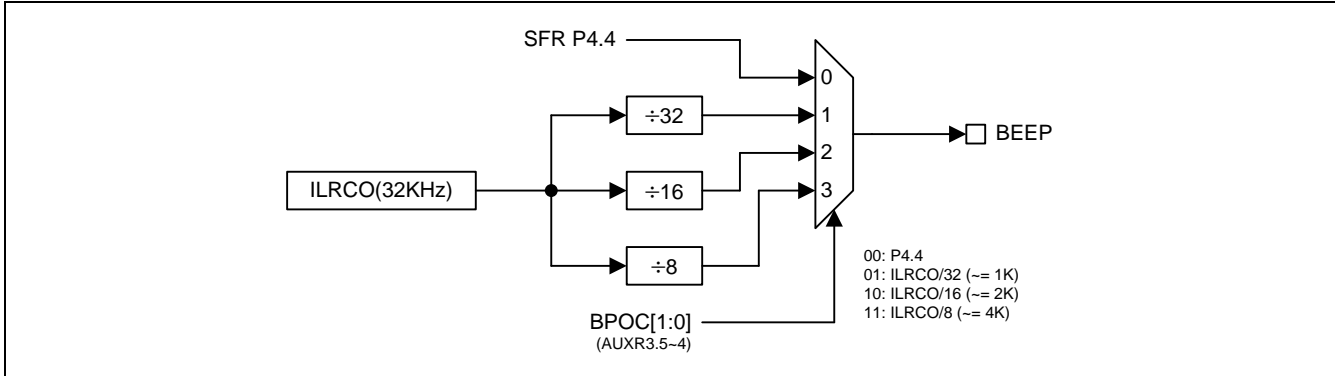 SFR P4.4
0
÷32
1
BEEP
2
ILRCO(32KHz)
÷16
3
÷8
00: P4.4
01: ILRCO/32 (~= 1K)
10: ILRCO/16 (~= 2K)
11: ILRCO/8 (~= 4K)
BPOC[1:0]
(AUXR3.5~4)